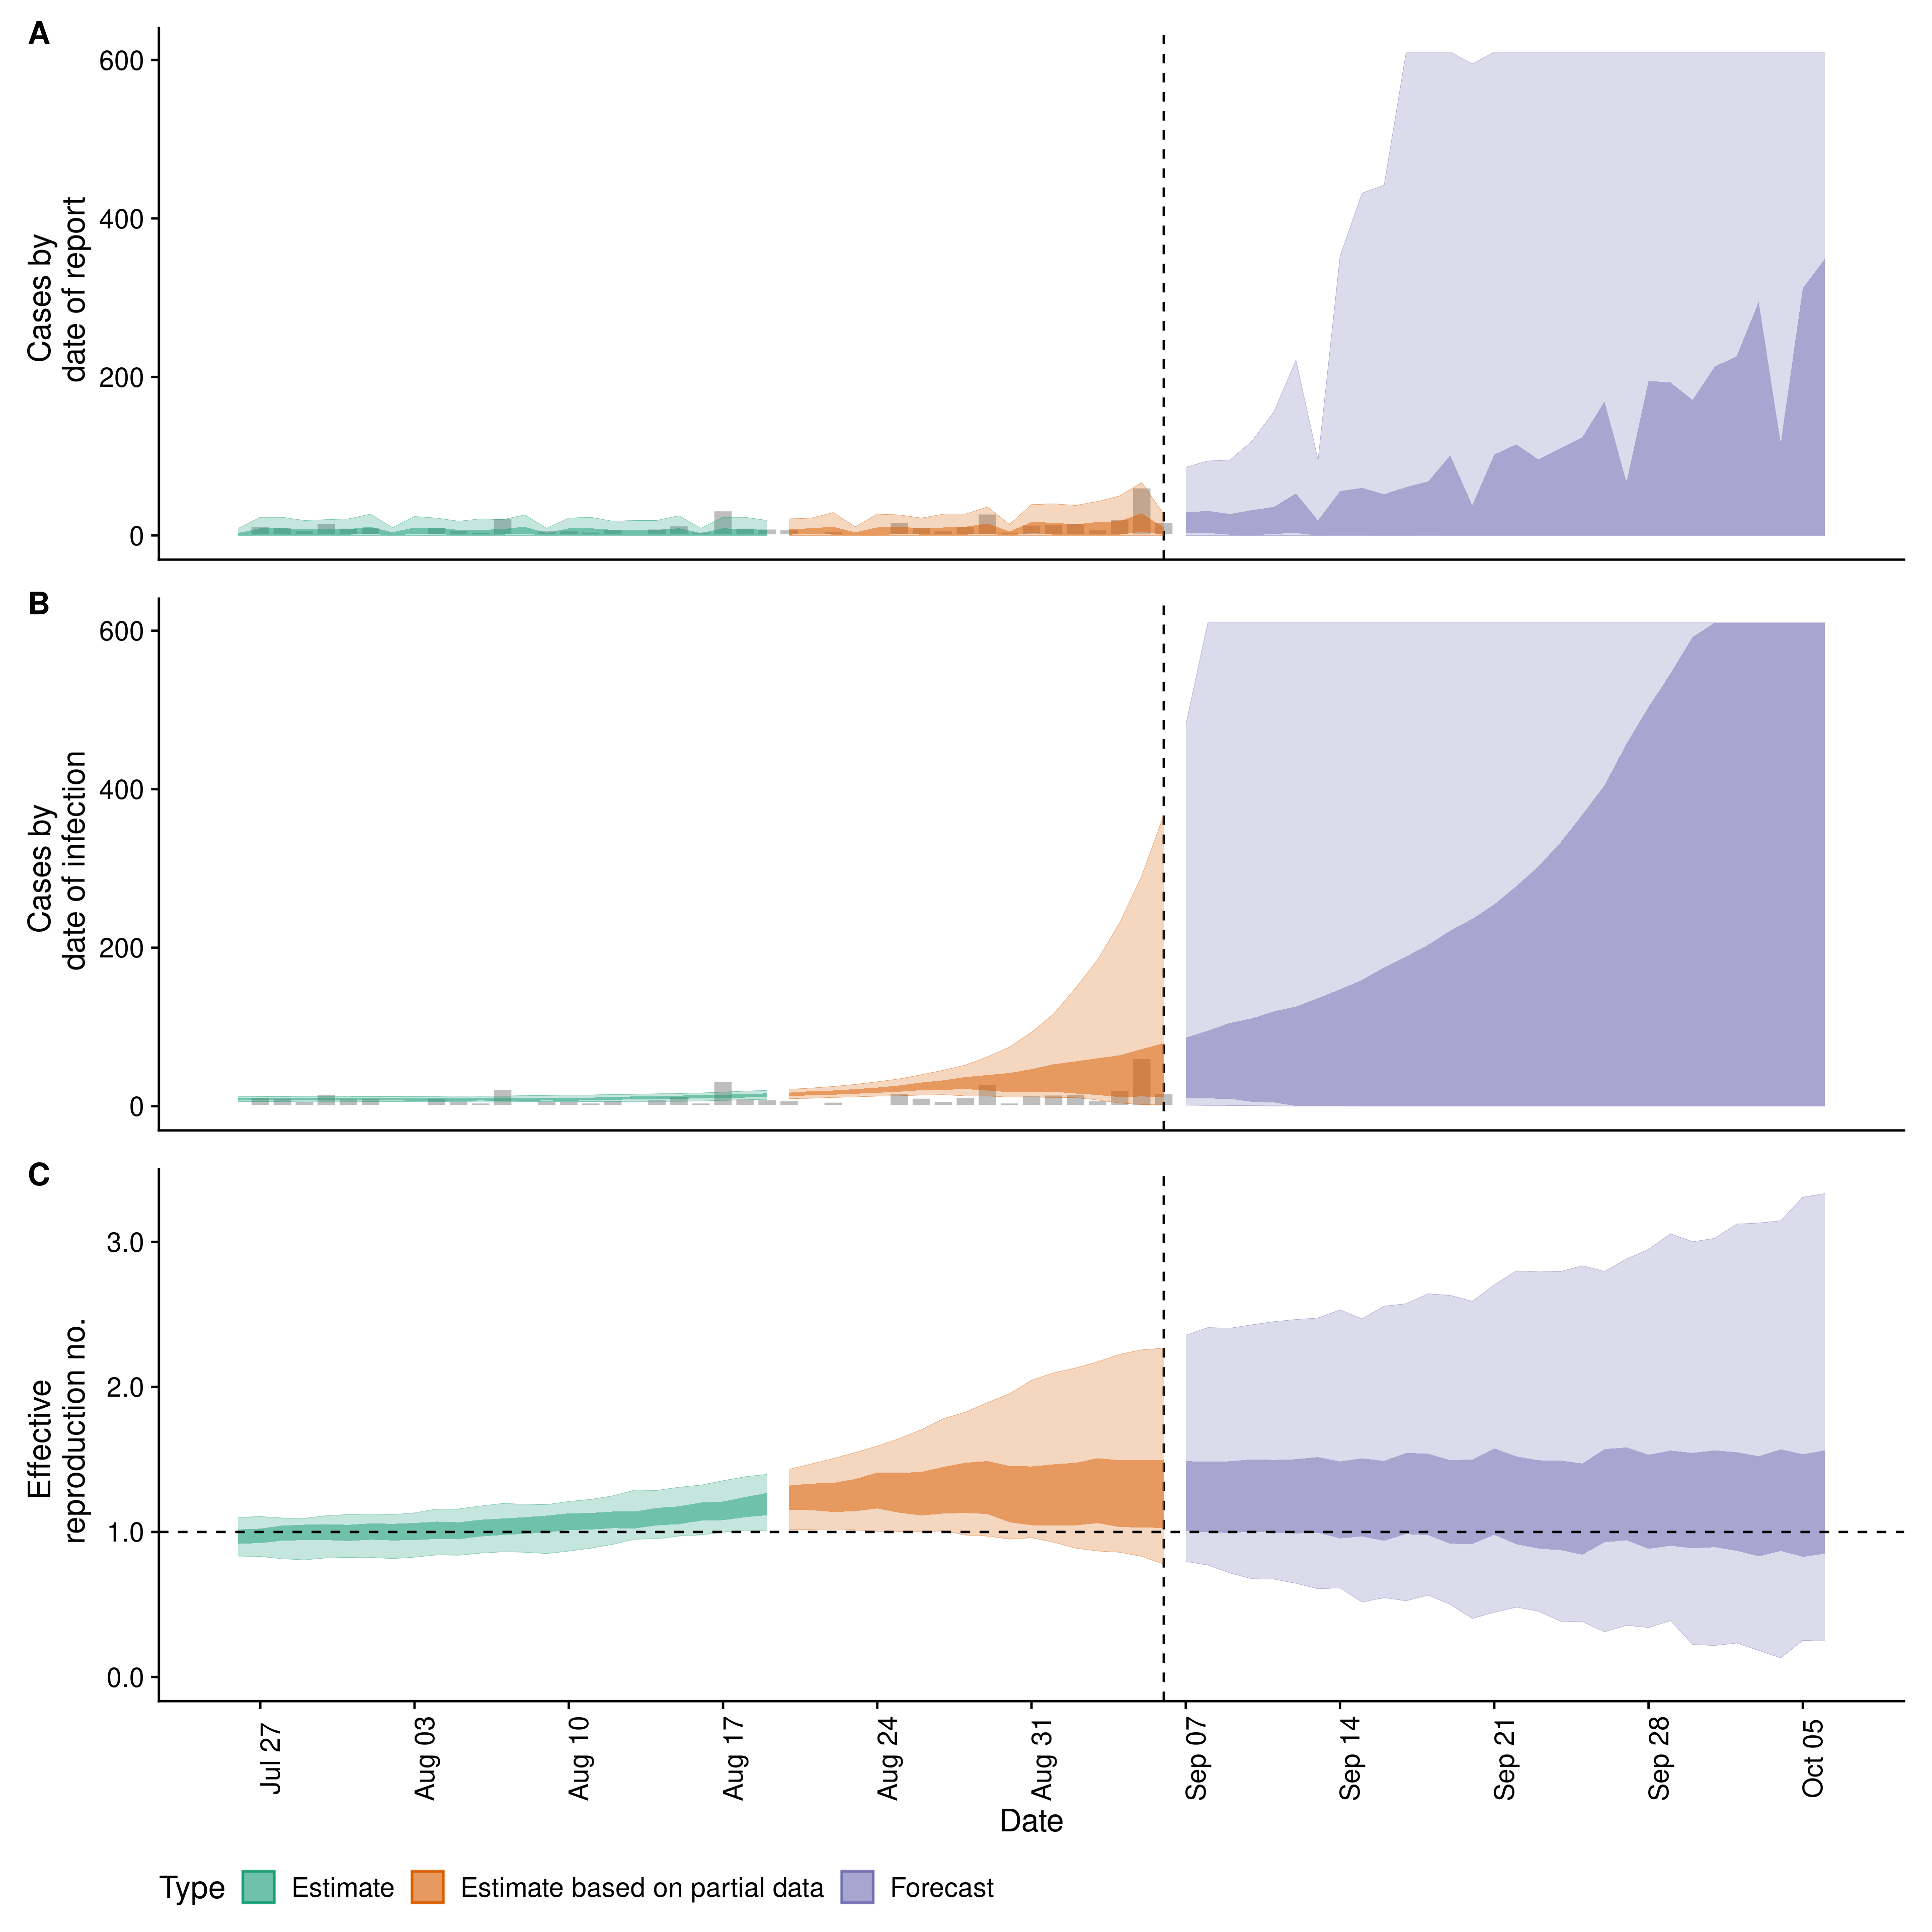 A
Cases by
date of report
600
400
200
0
B
Cases by
date of infection
600
400
200
0
C
Effective
reproduction no.
3.0
2.0
1.0
0.0
Jul 27
Aug 03
Aug 10
Aug 17
Aug 24
Aug 31
Sep 07
Sep 14
Sep 21
Sep 28
Oct 05
Date
Type Estimate Estimate based on partial data Forecast